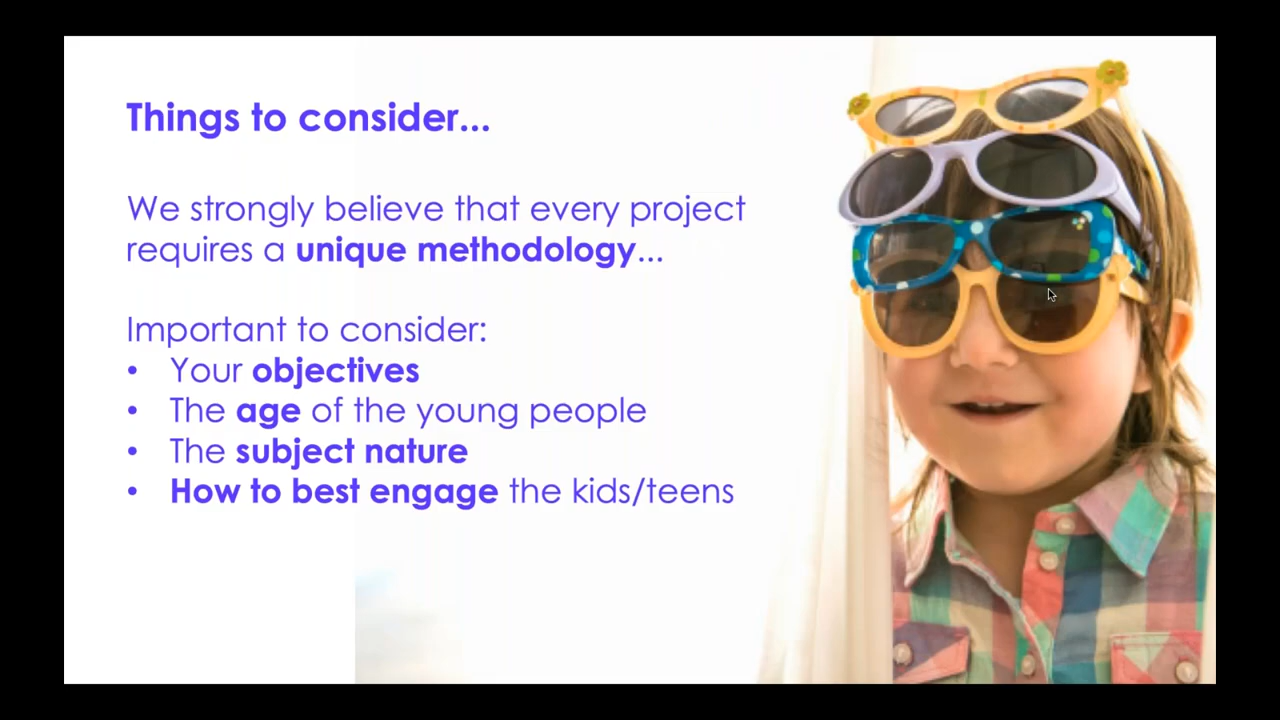 Things to consider...
We strongly believe that every project
requires a unique methodology...
Important to consider:
• Your objectives
• The age of the young people
• The subject nature
• How to best engage the kids/teens